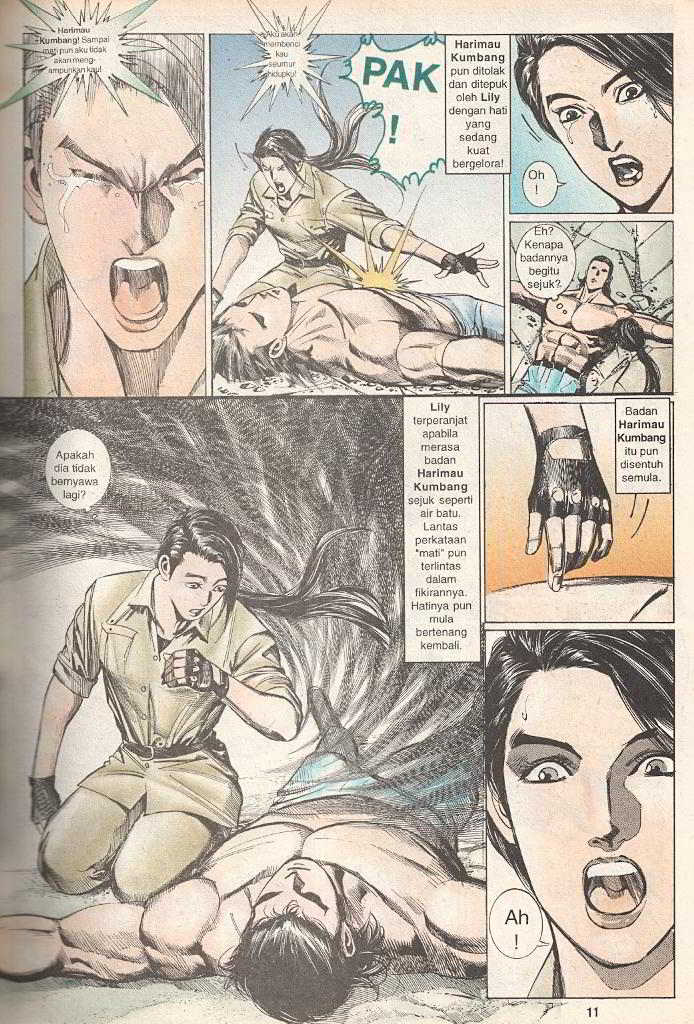 Harimau
Kumbang! Sampai
mati pun aku tidak
akan meng-
ampunkan kau!
Aku akan
membenci
kau
seumur
hidupku!
PAK
!
Harimau
Kumbang
pun ditolak
dan ditepuk
oleh Lily
dengan hati
yang
sedang
kuat
bergelora!
Oh
!
Eh?
Kenapa
badannya
begitu
sejuk?
Apakah
dia tidak
bernyawa
lagi?
Lily
terperanjat
apabila
merasa
badan
Harimau
Kumbang
sejuk seperti
air batu.
Lantas
perkataan
"mati" pun
terlintas
dalam
fikirannya.
Hatinya pun
mula
bertenang
kembali.
Badan
Harimau
Kumbang
itu pun
disentuh
semula.
Ah
!
11